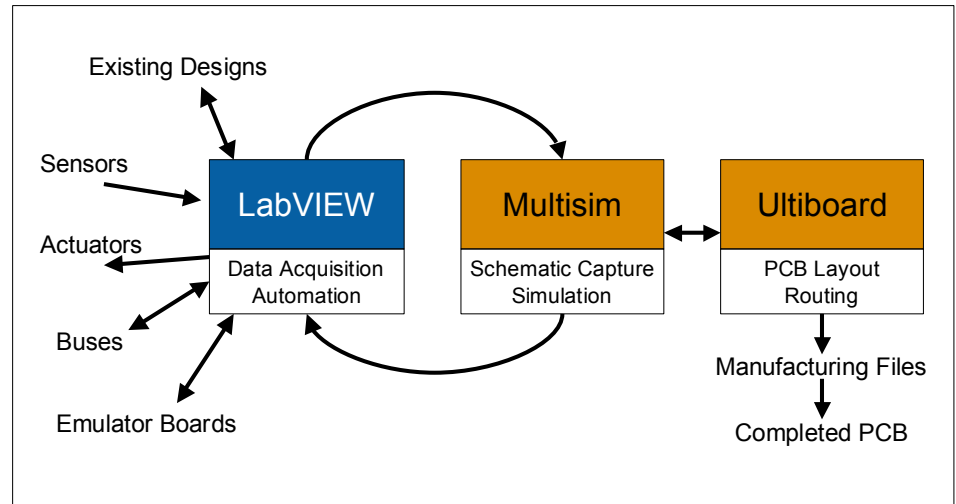 Existing Designs
Sensors
Actuators
Buses
Emulator Boards
LabVIEW
Data Acquisition
Automation
Multisim
Schematic Capture
Simulation
Ultiboard
PCB Layout
Routing
Manufacturing Files
Completed PCB